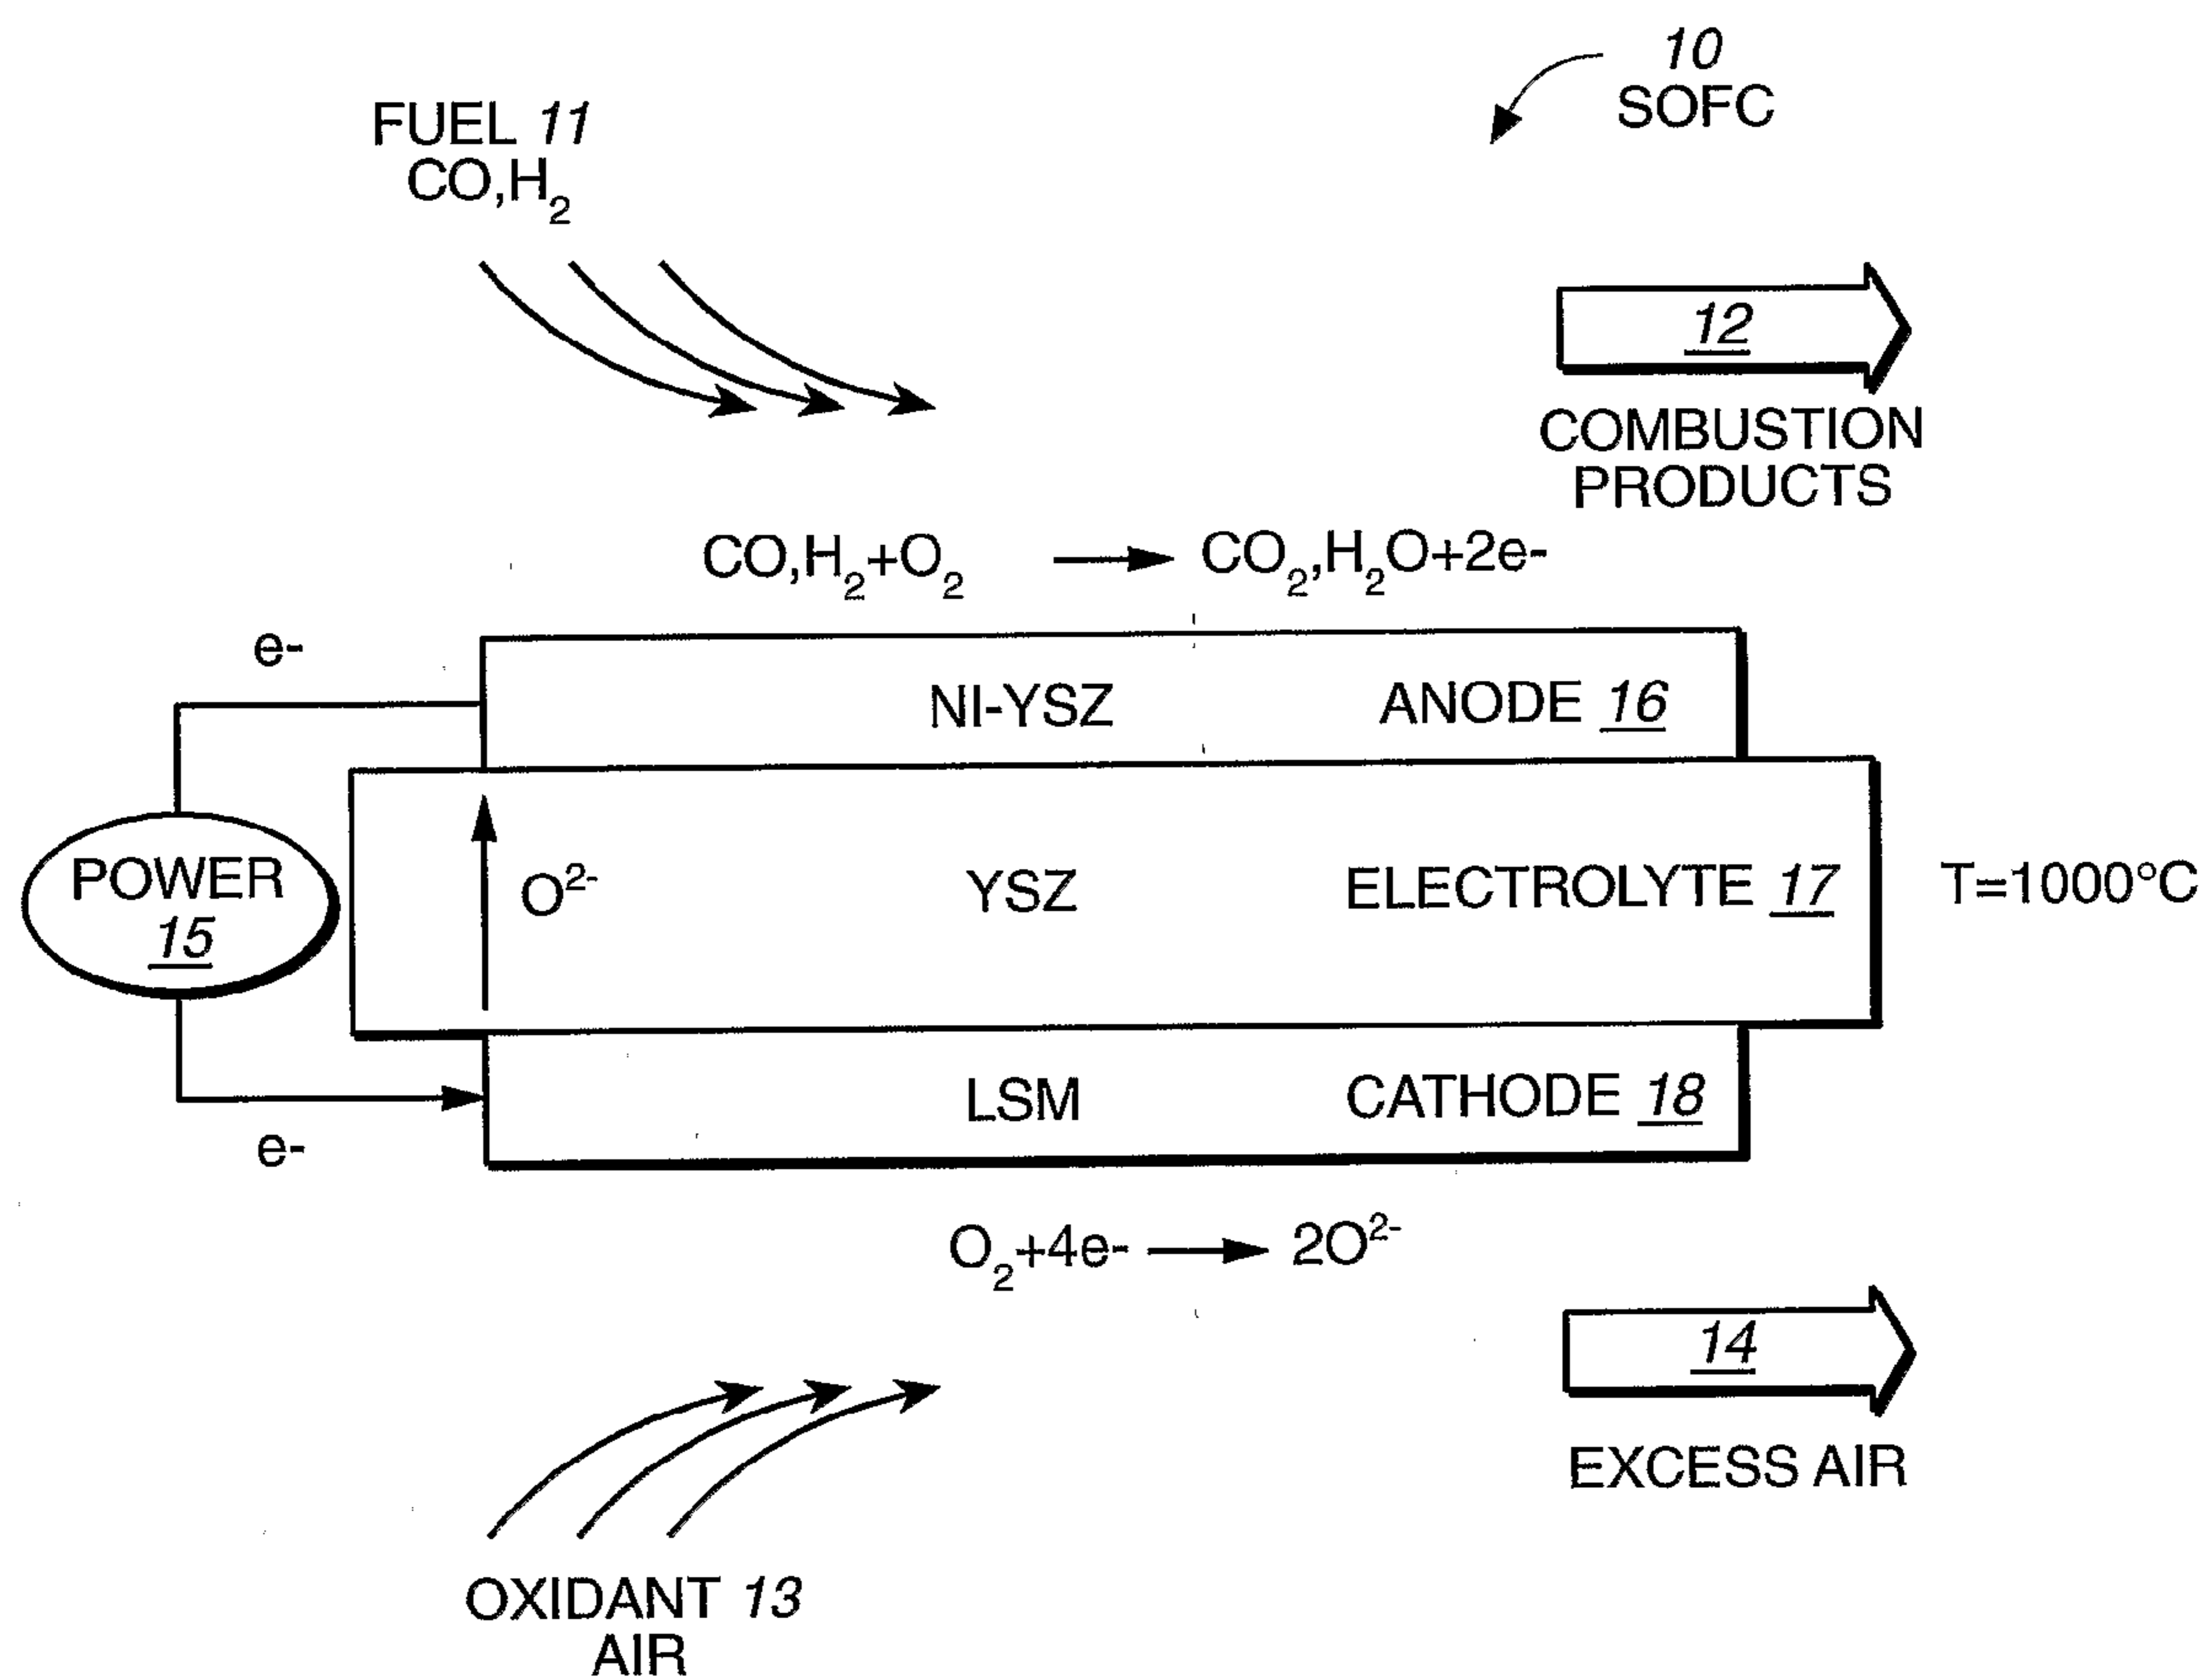 10
SOFC
FUEL 11
CO,H₂
12
COMBUSTION
PRODUCTS
CO,H₂+O₂ → CO₂,H₂O+2e-
e-
NI-YSZ ANODE 16
POWER
15
O²⁻
YSZ ELECTROLYTE 17
T=1000°C
LSM CATHODE 18
e-
O₂+4e- → 2O²⁻
14
EXCESS AIR
OXIDANT 13
AIR